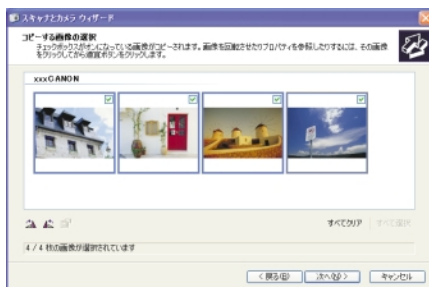 スキャナとカメラ ウィザード
コピーする画像の選択
チェックボックスがオンになっている画像がコピーされます。画像を回転させたりプロパティを参照したりするには、その画像
をクリックしてから適切なボタンをクリックします。
xxxCANON
すべてクリア
すべて選択
4 / 4 枚の画像が選択されています
< 戻る(B)
次へ(N) >
キャンセル